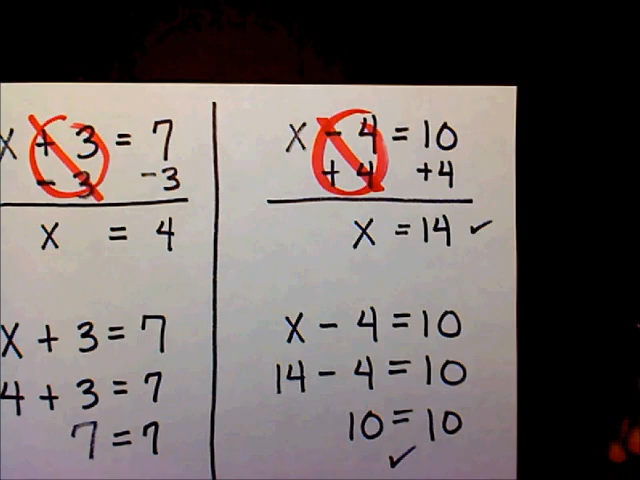 x + 3 = 7
- 3 -3
x = 4
x + 3 = 7
4 + 3 = 7
7 = 7
x - 4 = 10
+ 4 +4
x = 14 ✓
x - 4 = 10
14 - 4 = 10
10 = 10
✓